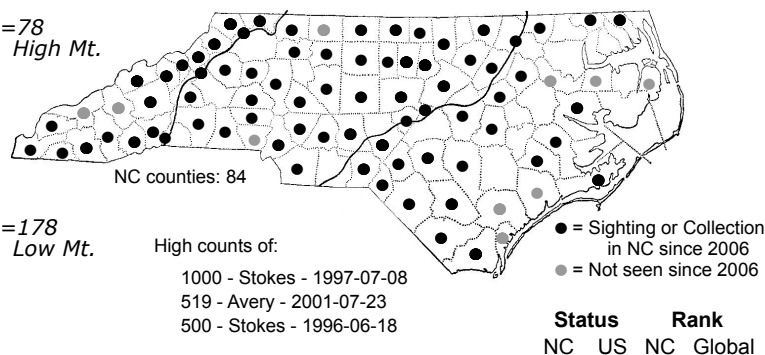 =78
High Mt.
NC counties: 84
=178
Low Mt.
High counts of:
1000 - Stokes - 1997-07-08
519 - Avery - 2001-07-23
500 - Stokes - 1996-06-18
= Sighting or Collection
in NC since 2006
= Not seen since 2006
Status Rank
NC US NC Global